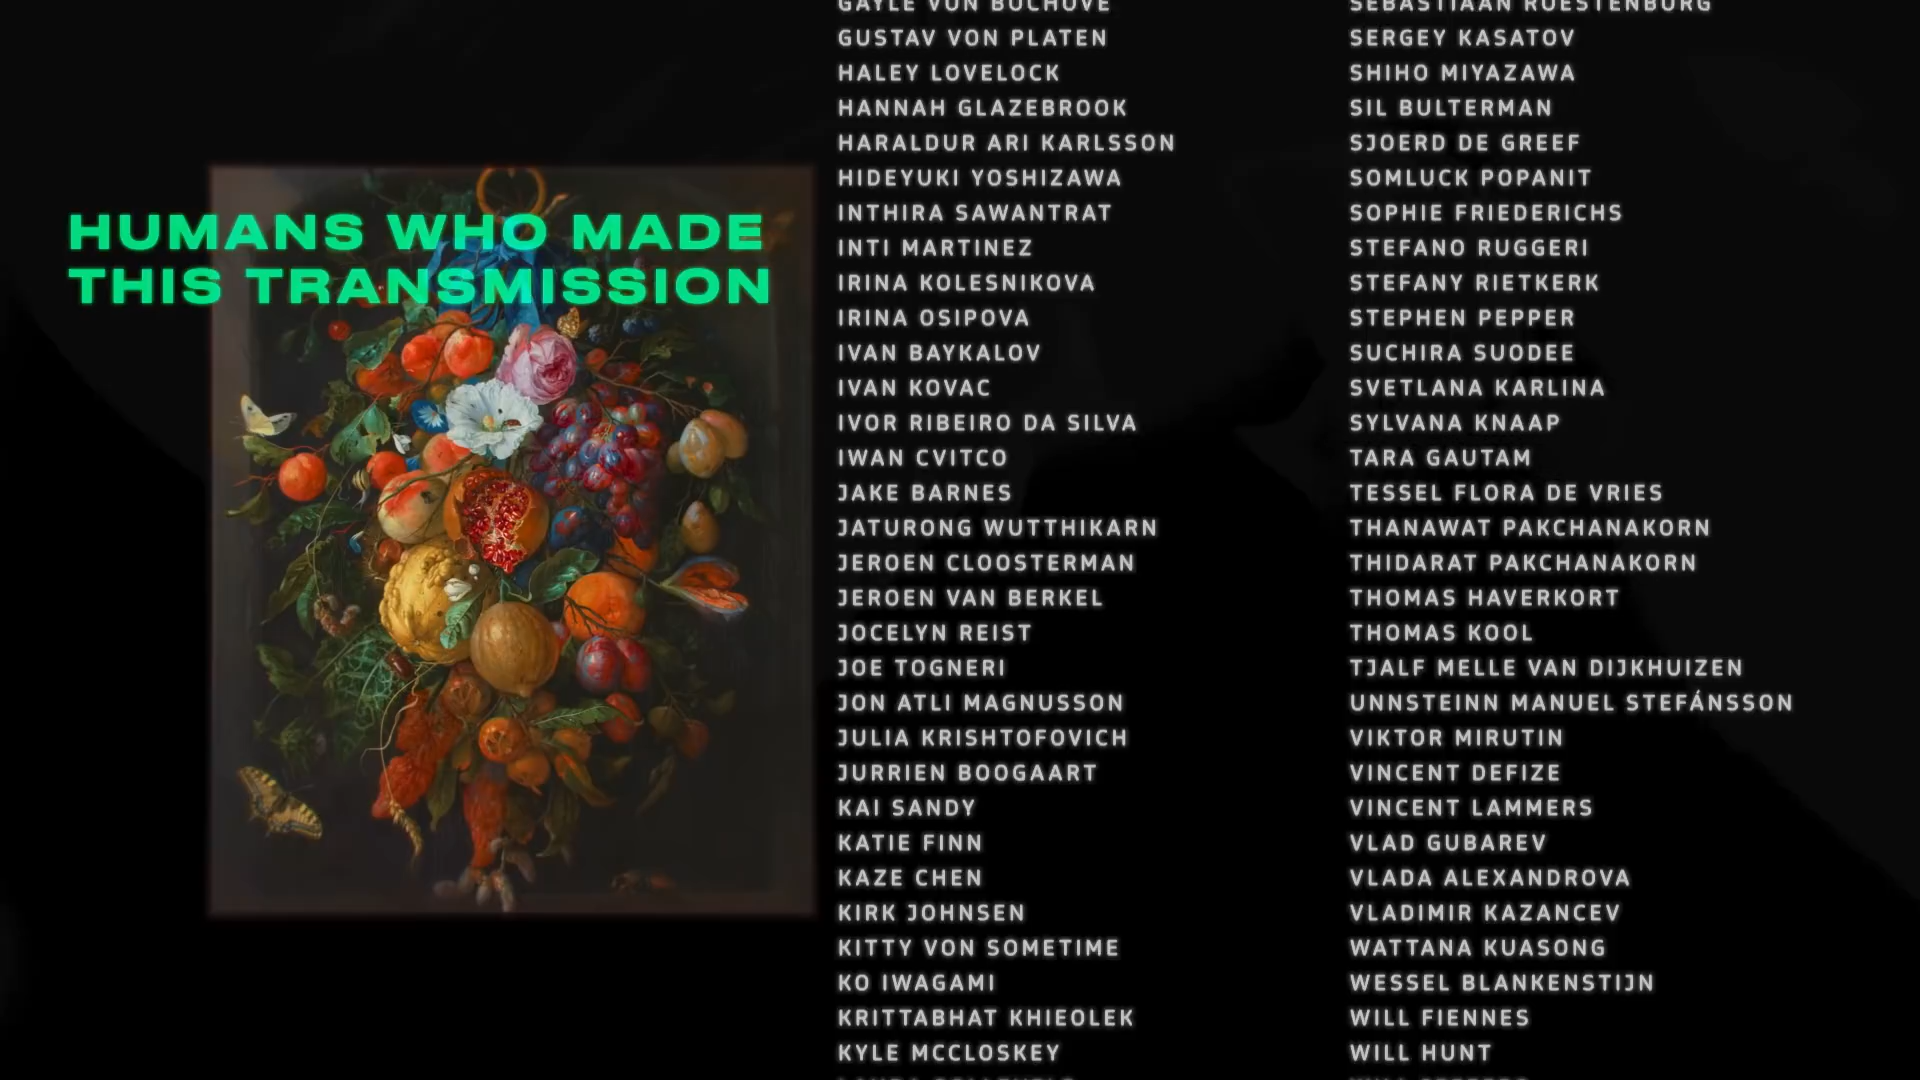 HUMANS WHO MADE
THIS TRANSMISSION
GAYLE VON BUCHOVE
GUSTAV VON PLATEN
HALEY LOVELOCK
HANNAH GLAZEBROOK
HARALDUR ARI KARLSSON
HIDEYUKI YOSHIZAWA
INTHIRA SAWANTRAT
INTI MARTINEZ
IRINA KOLESNIKOVA
IRINA OSIPOVA
IVAN BAYKALOV
IVAN KOVAC
IVOR RIBEIRO DA SILVA
IWAN CVITCO
JAKE BARNES
JATURONG WUTTHIKARN
JEROEN CLOOSTERMAN
JEROEN VAN BERKEL
JOCELYN REIST
JOE TOGNERI
JON ATLI MAGNUSSON
JULIA KRISHTOFOVICH
JURRIEN BOOGAART
KAI SANDY
KATIE FINN
KAZE CHEN
KIRK JOHNSEN
KITTY VON SOMETIME
KO IWAGAMI
KRITTABHAT KHIEOLEK
KYLE MCCLOSKEY
SEBASTIAAN ROESTENBURG
SERGEY KASATOV
SHIHO MIYAZAWA
SIL BULTERMAN
SJOERD DE GREEF
SOMLUCK POPANIT
SOPHIE FRIEDERICHS
STEFANO RUGGERI
STEFANY RIETKERK
STEPHEN PEPPER
SUCHIRA SUODEE
SVETLANA KARLINA
SYLVANA KNAAP
TARA GAUTAM
TESSEL FLORA DE VRIES
THANAWAT PAKCHANAKORN
THIDARAT PAKCHANAKORN
THOMAS HAVERKORT
THOMAS KOOL
TJALF MELLE VAN DIJKHUIZEN
UNNSTEINN MANUEL STEFÁNSSON
VIKTOR MIRUTIN
VINCENT DEFIZE
VINCENT LAMMERS
VLAD GUBAREV
VLADA ALEXANDROVA
VLADIMIR KAZANCEV
WATTANA KUASONG
WESSEL BLANKENSTIJN
WILL FIENNES
WILL HUNT